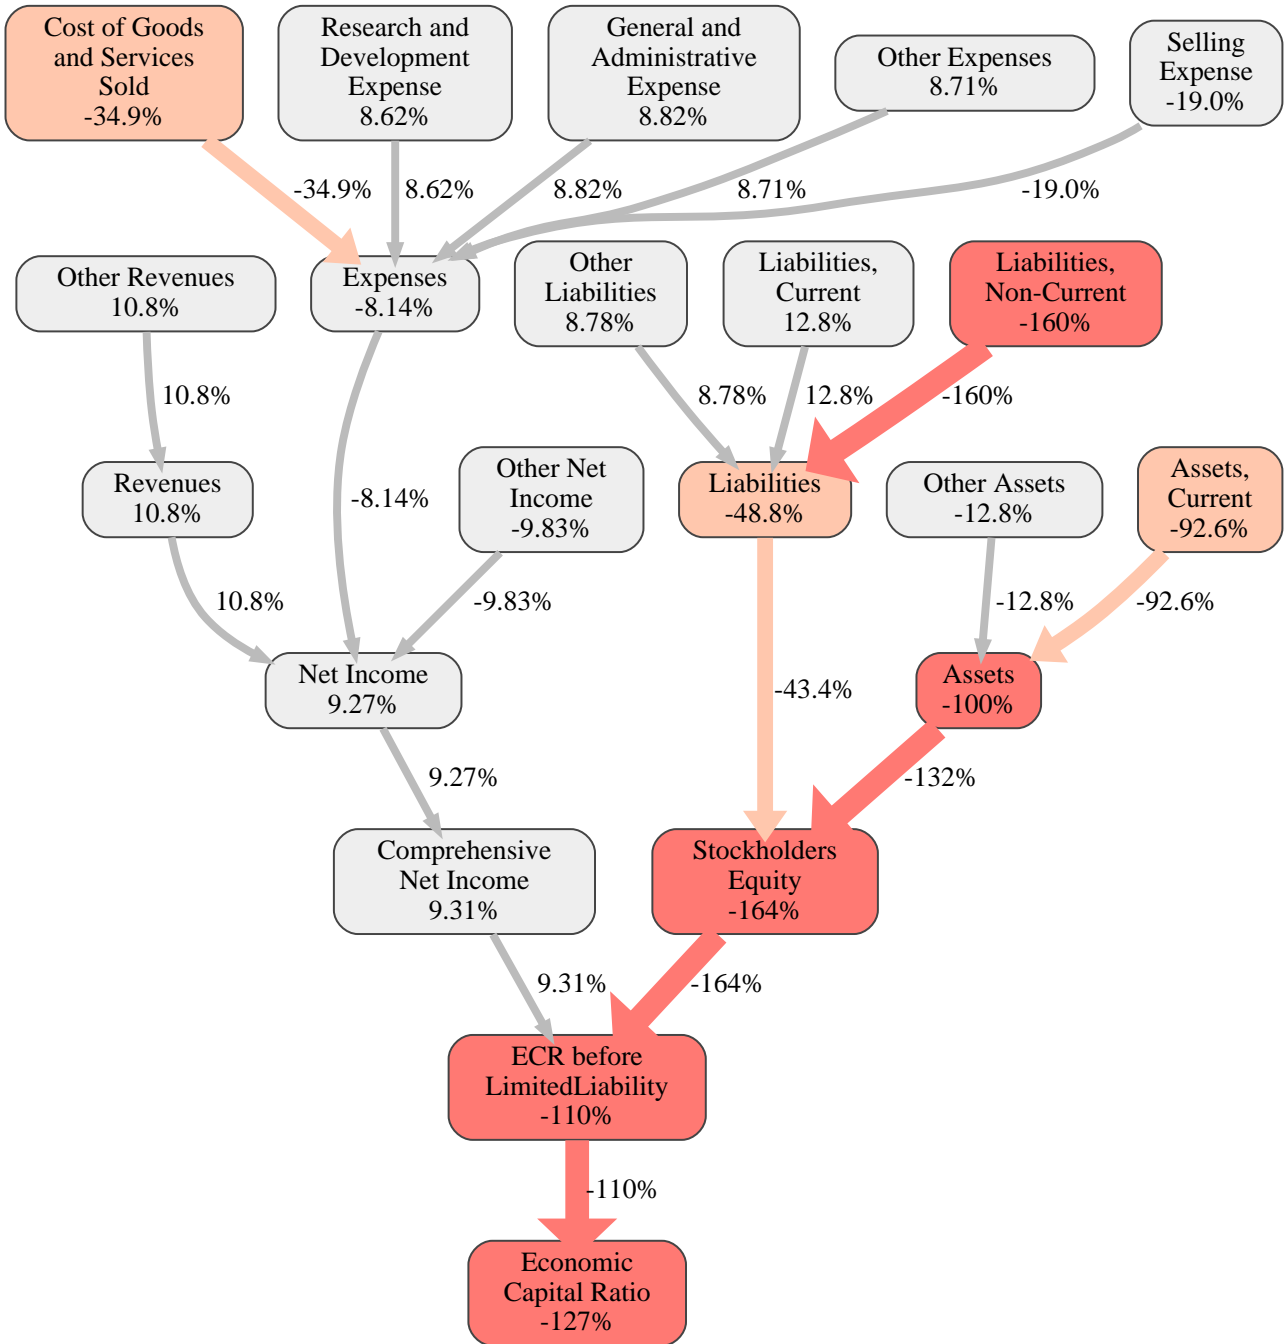 Cost of Goods
and Services
Sold
-34.9%
Research and
Development
Expense
8.62%
General and
Administrative
Expense
8.82%
Other Expenses
8.71%
Selling
Expense
-19.0%
-34.9%
8.62%
8.82%
8.71%
-19.0%
Other Revenues
10.8%
Expenses
-8.14%
Other
Liabilities
8.78%
Liabilities,
Current
12.8%
Liabilities,
Non-Current
-160%
10.8%
8.78%
12.8%
-160%
Revenues
10.8%
-8.14%
Other Net
Income
-9.83%
Liabilities
-48.8%
Other Assets
-12.8%
Assets,
Current
-92.6%
10.8%
-9.83%
-12.8%
-92.6%
Net Income
9.27%
-43.4%
Assets
-100%
9.27%
-132%
Comprehensive
Net Income
9.31%
Stockholders
Equity
-164%
9.31%
-164%
ECR before
LimitedLiability
-110%
-110%
Economic
Capital Ratio
-127%